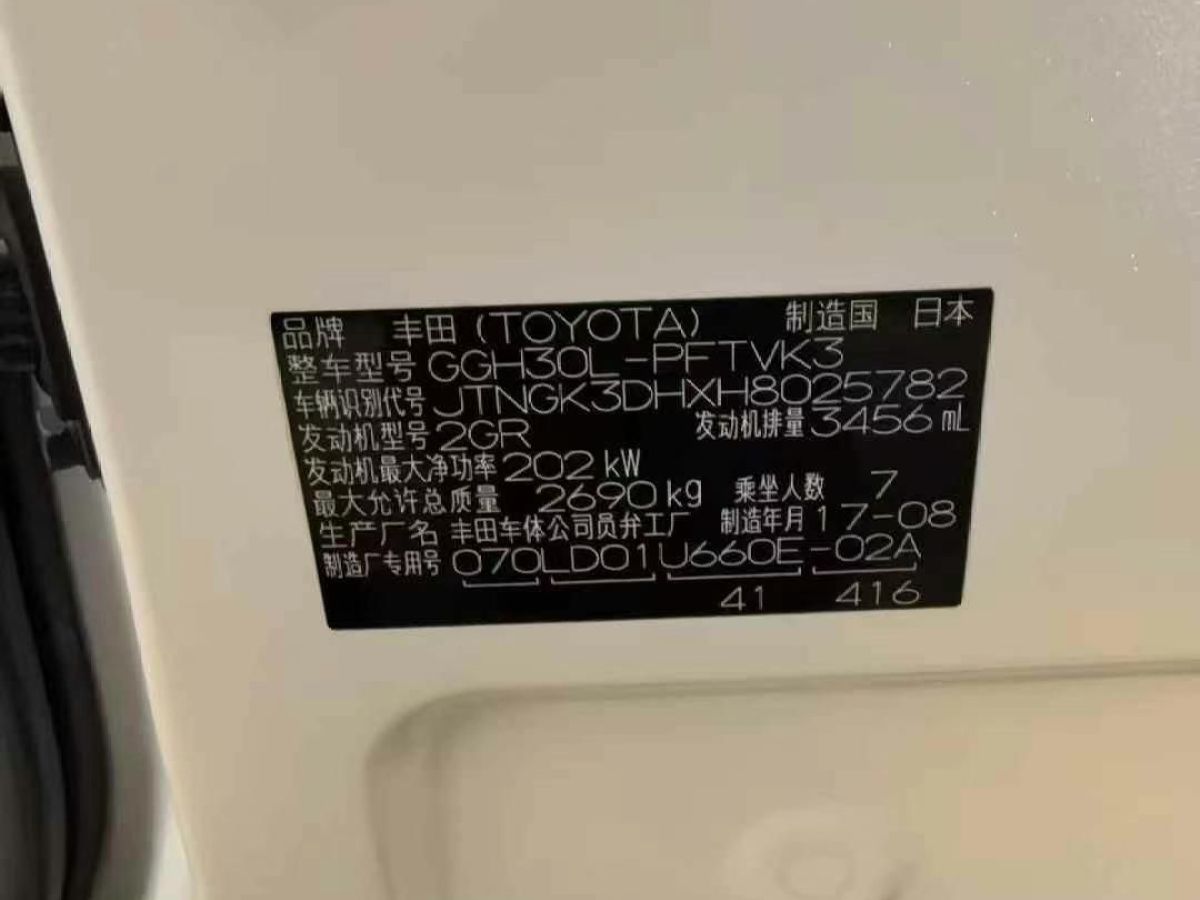 品牌 丰田(TOYOTA) 制造国 日本
整车型号 GGH30L-PFTVK3
车辆识别代号 JTNGK3DHXH8025782
发动机型号 2GR 发动机排量 3456 mL
发动机最大净功率 202 kW
最大允许总质量 2690 kg 乘坐人数 7
生产厂名 丰田车体公司员弁工厂 制造年月 17-08
制造厂专用号 070LD01U660E-02A
41 416